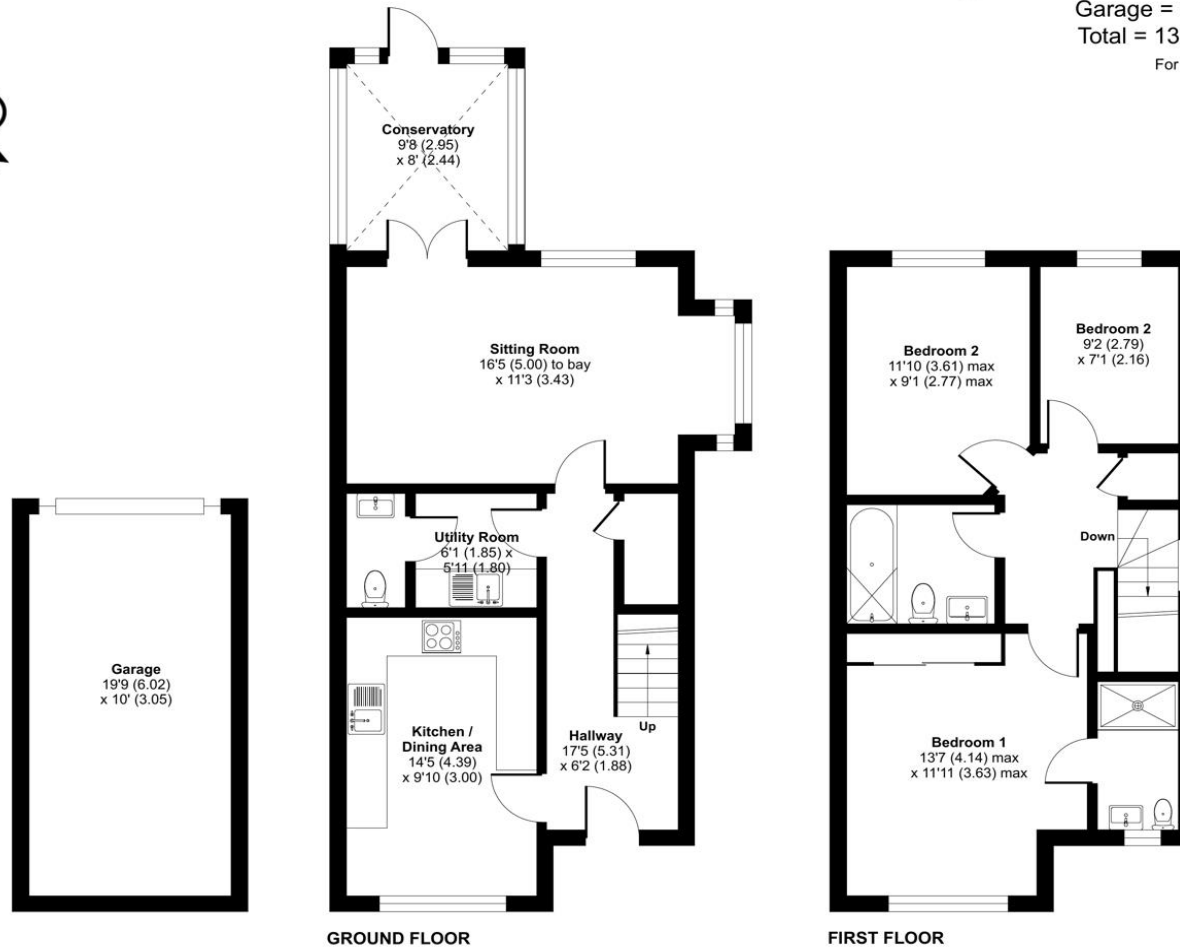 Garage =
Total = 13
For
Conservatory
9'8 (2.95)
x 8' (2.44)
Sitting Room
16'5 (5.00) to bay
x 11'3 (3.43)
Bedroom 2
11'10 (3.61) max
x 9'1 (2.77) max
Bedroom 2
9'2 (2.79)
x 7'1 (2.16)
Utility Room
6'1 (1.85) x
5'11 (1.80)
Down
Garage
19'9 (6.02)
x 10' (3.05)
Kitchen /
Dining Area
14'5 (4.39)
x 9'10 (3.00)
Up
Hallway
17'5 (5.31)
x 6'2 (1.88)
Bedroom 1
13'7 (4.14) max
x 11'11 (3.63) max
GROUND FLOOR
FIRST FLOOR